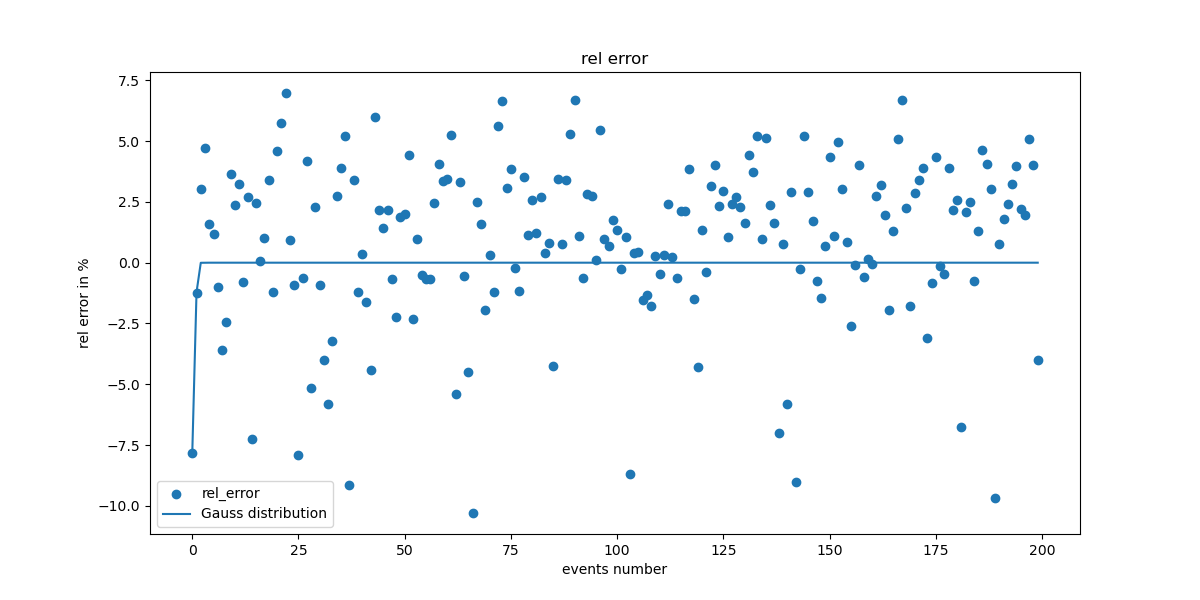 rel error
7.5
5.0
2.5
0.0
−2.5
−5.0
−7.5
−10.0
rel error in %
rel_error
Gauss distribution
0 25 50 75 100 125 150 175 200
events number